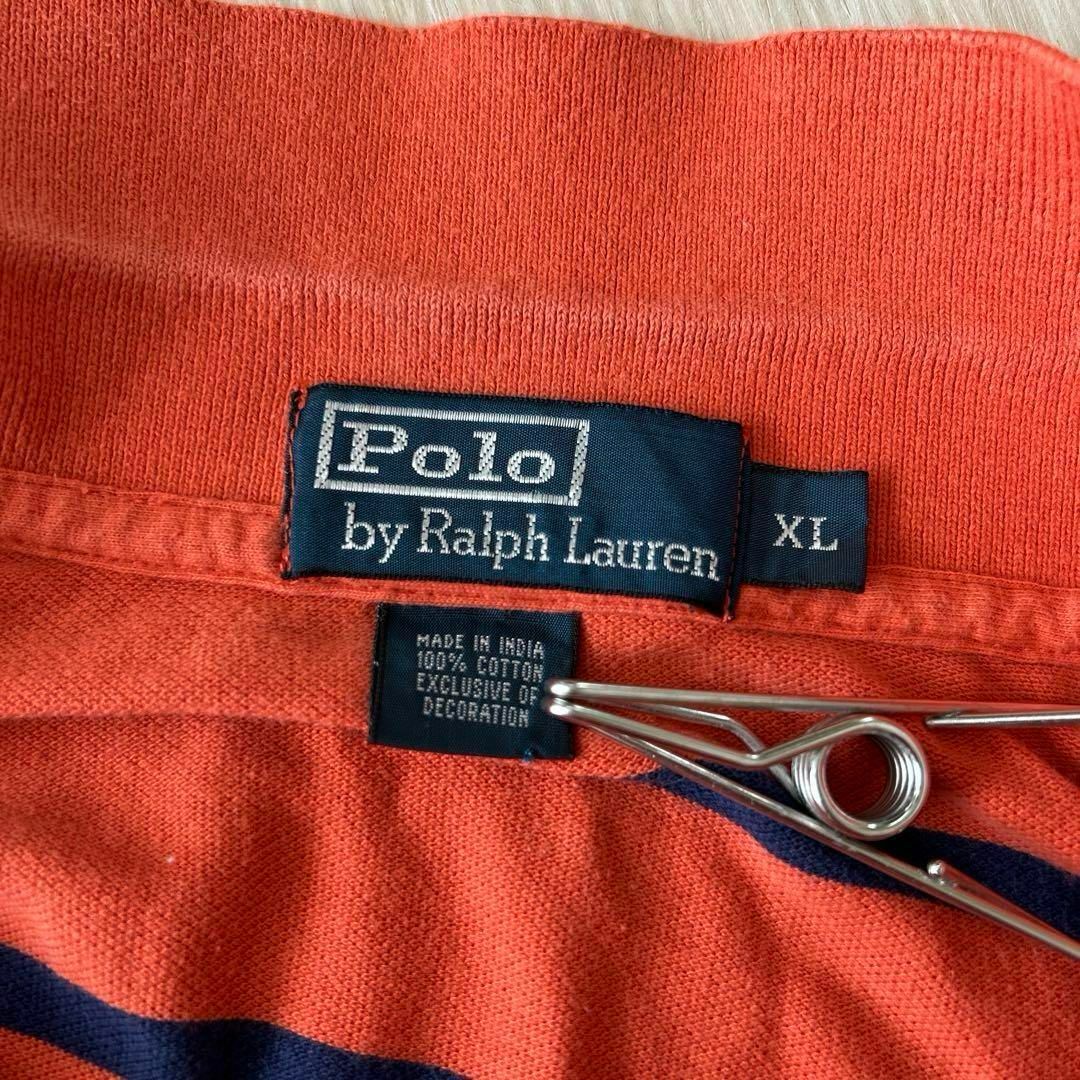 Polo
by Ralph Lauren
XL
MADE IN INDIA
100% COTTON
EXCLUSIVE OF
DECORATION